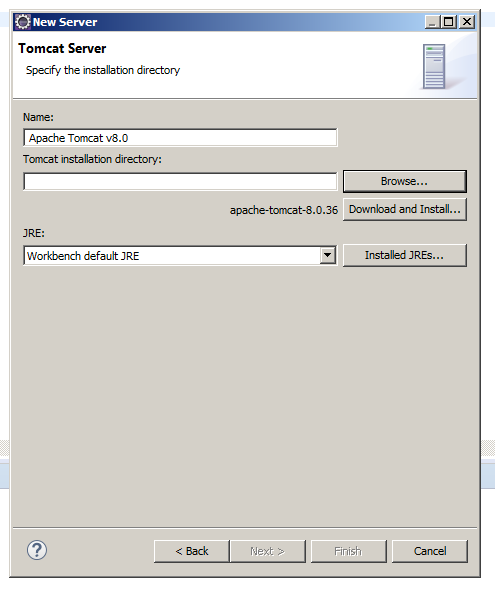 New Server
Tomcat Server
Specify the installation directory
Name:
Apache Tomcat v8.0
Tomcat installation directory:
Browse...
apache-tomcat-8.0.36 Download and Install...
JRE:
Workbench default JRE Installed JREs...
? < Back Next > Finish Cancel